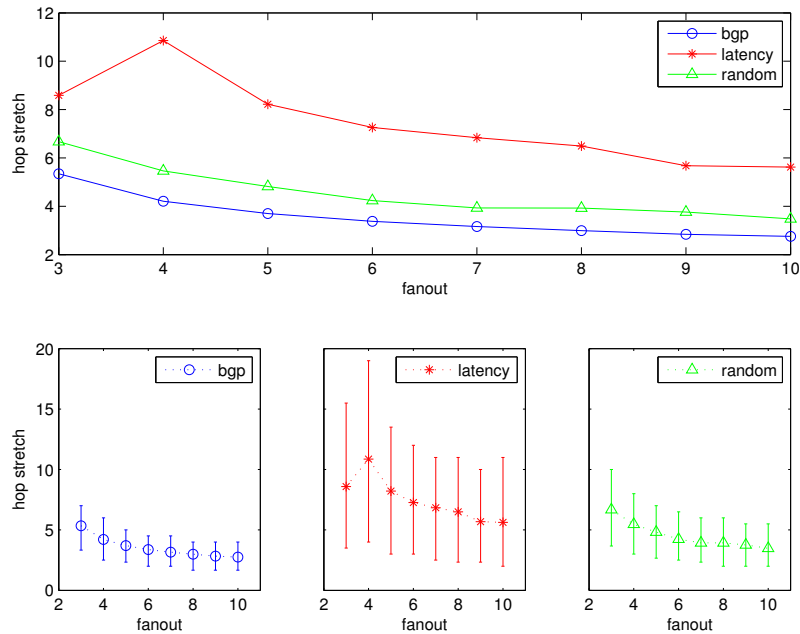 12
10
8
6
4
2
hop stretch
bgp
latency
random
3 4 5 6 7 8 9 10
fanout
20
15
10
5
0
hop stretch
bgp
2 4 6 8 10
fanout
latency
2 4 6 8 10
fanout
random
2 4 6 8 10
fanout